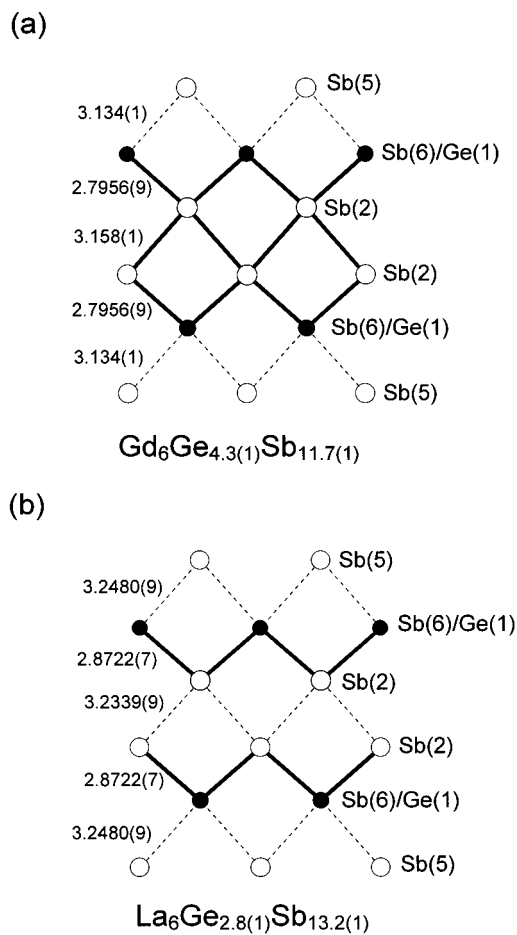 (a)
Sb(5)
3.134(1)
Sb(6)/Ge(1)
2.7956(9)
Sb(2)
3.158(1)
Sb(2)
2.7956(9)
Sb(6)/Ge(1)
3.134(1)
Sb(5)
Gd6Ge4.3(1)Sb11.7(1)
(b)
Sb(5)
3.2480(9)
Sb(6)/Ge(1)
2.8722(7)
Sb(2)
3.2339(9)
Sb(2)
2.8722(7)
Sb(6)/Ge(1)
3.2480(9)
Sb(5)
La6Ge2.8(1)Sb13.2(1)